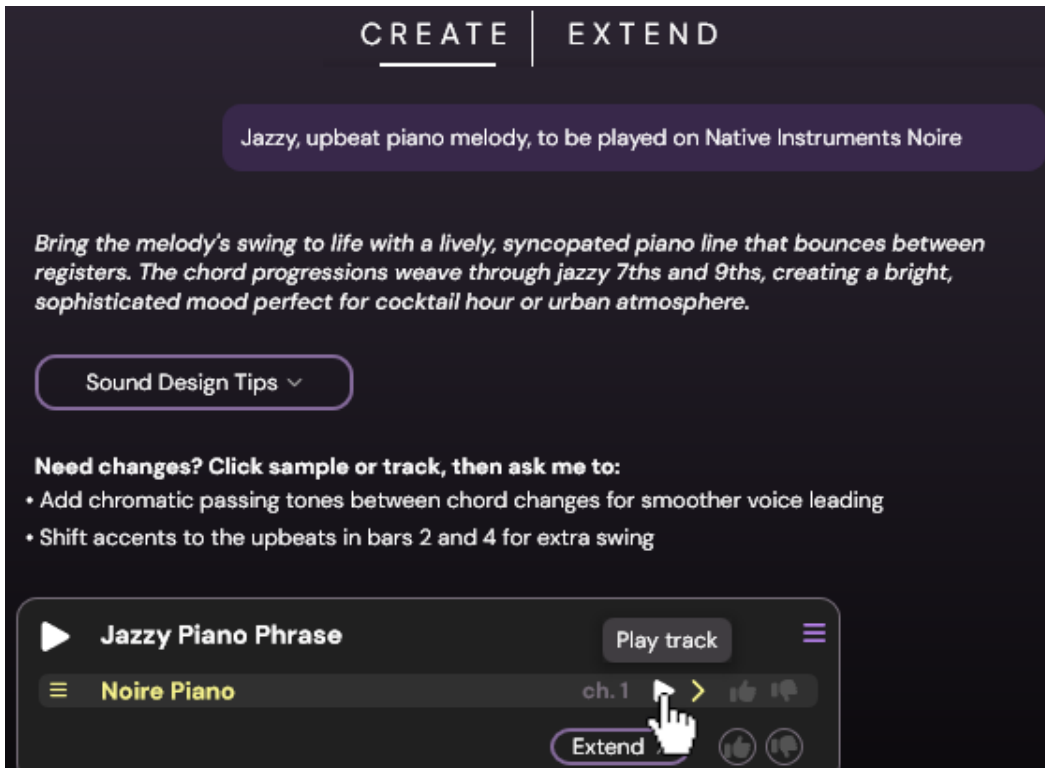 CREATE | EXTEND
Jazzy, upbeat piano melody, to be played on Native Instruments Noire
Bring the melody's swing to life with a lively, syncopated piano line that bounces between
registers. The chord progressions weave through jazzy 7ths and 9ths, creating a bright,
sophisticated mood perfect for cocktail hour or urban atmosphere.
Sound Design Tips
Need changes? Click sample or track, then ask me to:
• Add chromatic passing tones between chord changes for smoother voice leading
• Shift accents to the upbeats in bars 2 and 4 for extra swing
Jazzy Piano Phrase
Play track
Noire Piano ch. 1
Extend